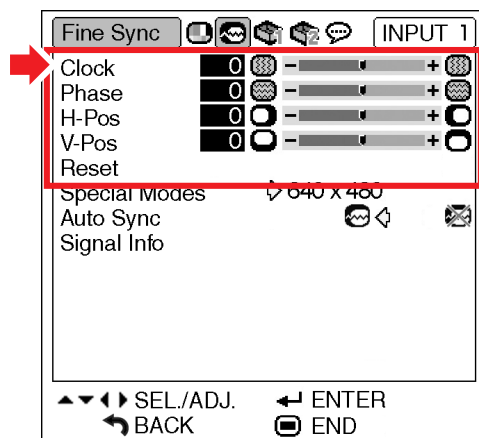 Fine Sync INPUT 1
Clock 0 - +
Phase 0 - +
H-Pos 0 - +
V-Pos 0 - +
Reset
Special Modes 640 x 480
Auto Sync
Signal Info
SEL./ADJ. ENTER
BACK END